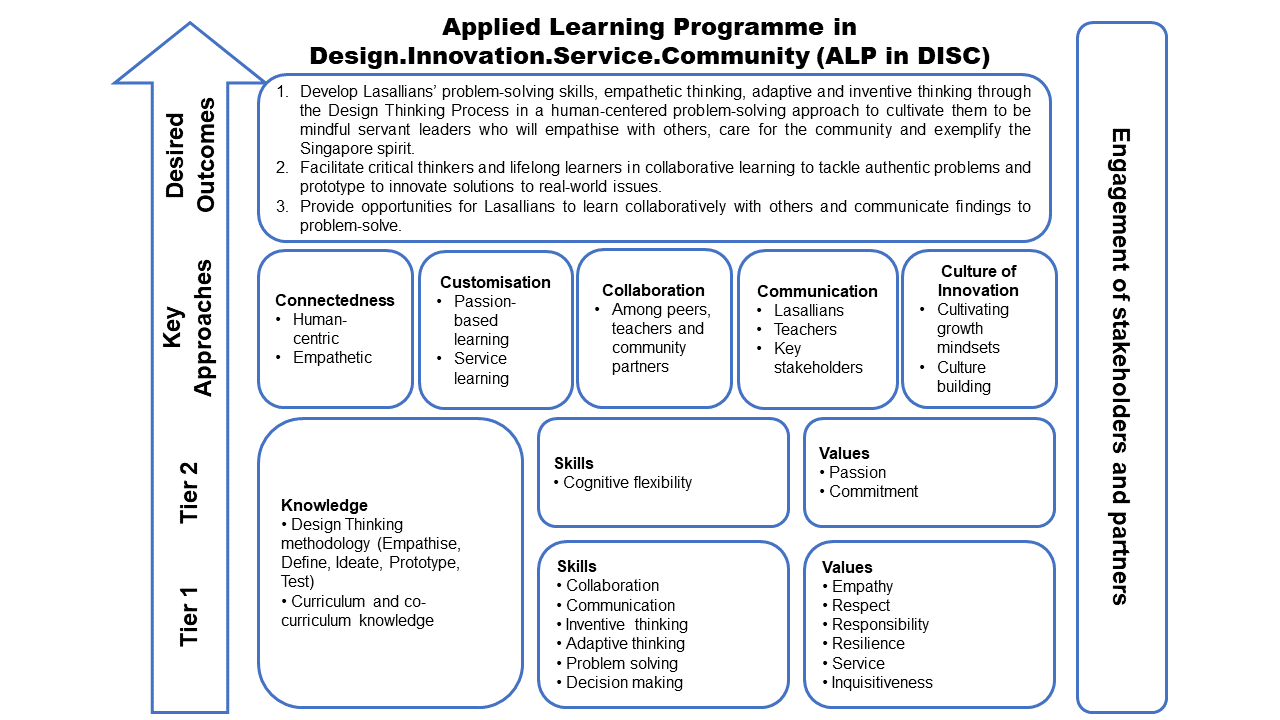 Applied Learning Programme in
Design.Innovation.Service.Community (ALP in DISC)
Desired
Outcomes
1. Develop Lasallians’ problem-solving skills, empathetic thinking, adaptive and inventive thinking through
the Design Thinking Process in a human-centered problem-solving approach to cultivate them to be
mindful servant leaders who will empathise with others, care for the community and exemplify the
Singapore spirit.
2. Facilitate critical thinkers and lifelong learners in collaborative learning to tackle authentic problems and
prototype to innovate solutions to real-world issues.
3. Provide opportunities for Lasallians to learn collaboratively with others and communicate findings to
problem-solve.
Key
Approaches
Connectedness
• Human-
centric
• Empathetic
Customisation
• Passion-
based
learning
• Service
learning
Collaboration
• Among peers,
teachers and
community
partners
Communication
• Lasallians
• Teachers
• Key
stakeholders
Culture of
Innovation
• Cultivating
growth
mindsets
• Culture
building
Tier 2
Tier 1
Knowledge
• Design Thinking
methodology (Empathise,
Define, Ideate, Prototype,
Test)
• Curriculum and co-
curriculum knowledge
Skills
• Cognitive flexibility
Values
• Passion
• Commitment
Skills
• Collaboration
• Communication
• Inventive thinking
• Adaptive thinking
• Problem solving
• Decision making
Values
• Empathy
• Respect
• Responsibility
• Resilience
• Service
• Inquisitiveness
Engagement of stakeholders and partners